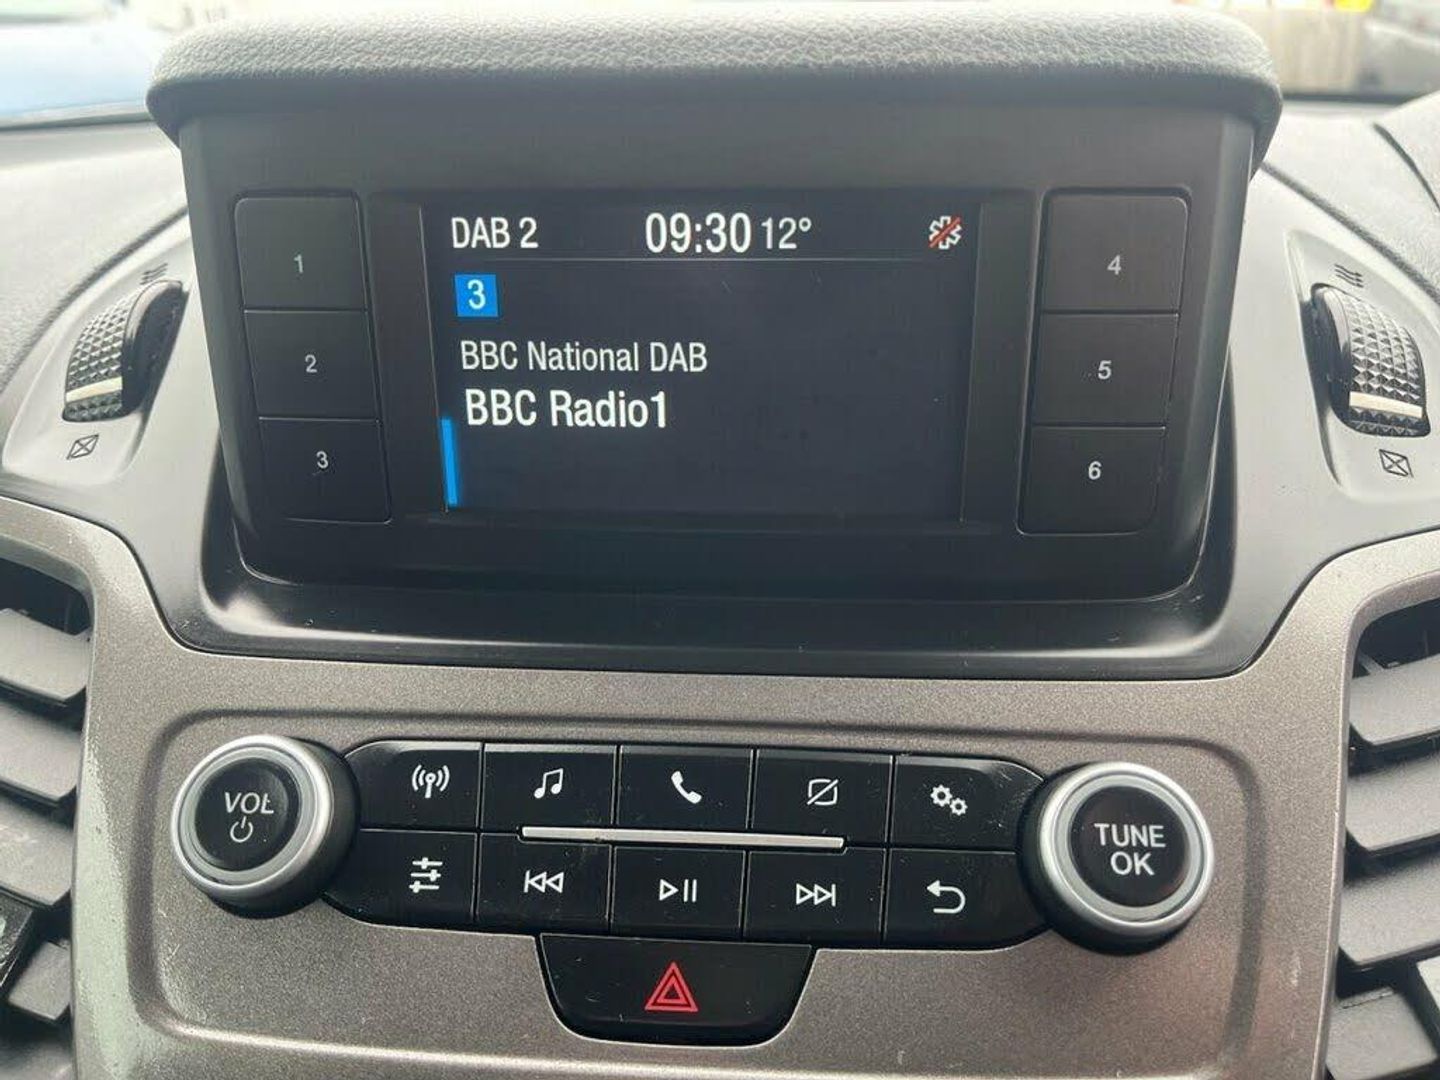 DAB 2 09:30 12°
3
BBC National DAB
BBC Radio1
1
2
3
4
5
6
VOL
TUNE
OK